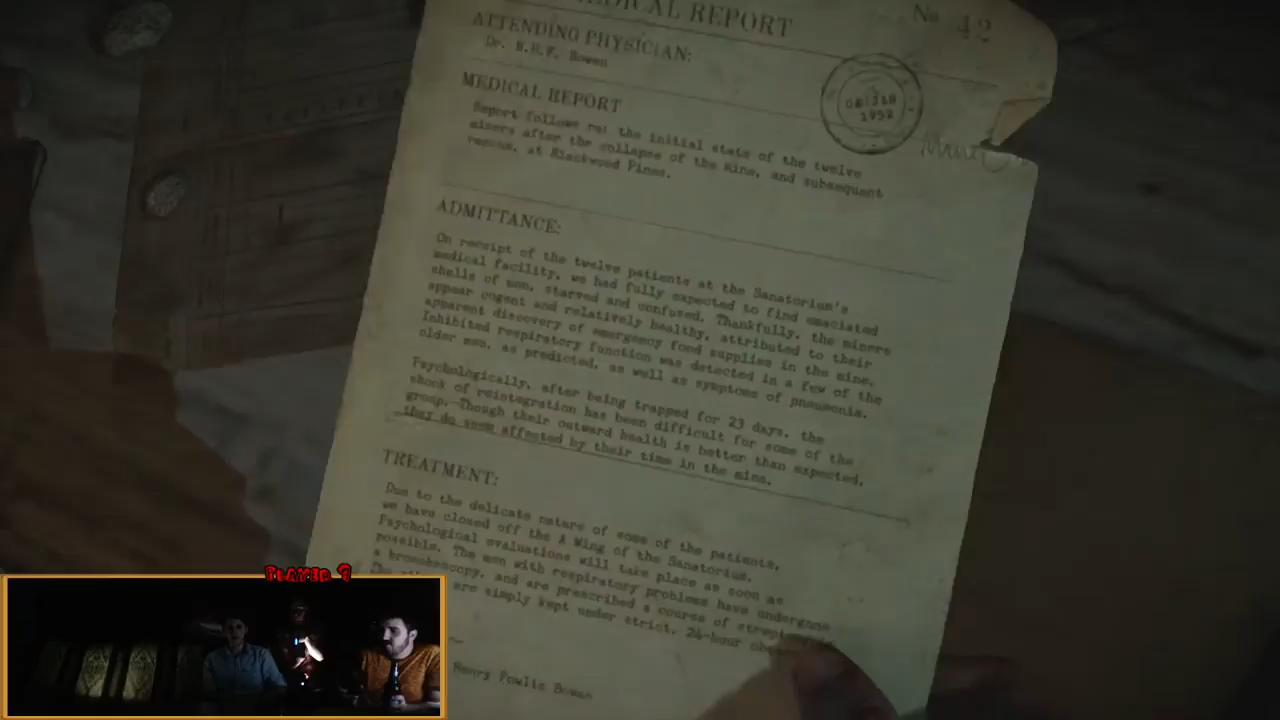 MEDICAL REPORT
No. 42
ATTENDING PHYSICIAN:
Dr. H.R.F. Bowen
1952
MEDICAL REPORT
Report follows re: the initial state of the twelve
miners after the collapse of the mine, and subsequent
rescue, at Blackwood Pines.
ADMITTANCE:
On receipt of the twelve patients at the Sanatorium's
medical facility, we had fully expected to find emaciated
shells of men, starved and confused. Thankfully, the miners
appear cogent and relatively healthy, attributed to their
apparent discovery of emergency food supplies in the mine.
Inhibited respiratory function was detected in a few of the
older men, as predicted, as well as symptoms of pneumonia.
Psychologically, after being trapped for 23 days, the
shock of reintegration has been difficult for some of the
group. Though their outward health is better than expected,
they do seem affected by their time in the mine.
TREATMENT:
Due to the delicate nature of some of the patients,
we have closed off the A Wing of the Sanatorium.
Psychological evaluations will take place as soon as
possible. The men with respiratory problems have undergone
a bronchoscopy, and are prescribed a course of
are simply kept under strict, 24-hour
Henry Bowen
PLAYER ?